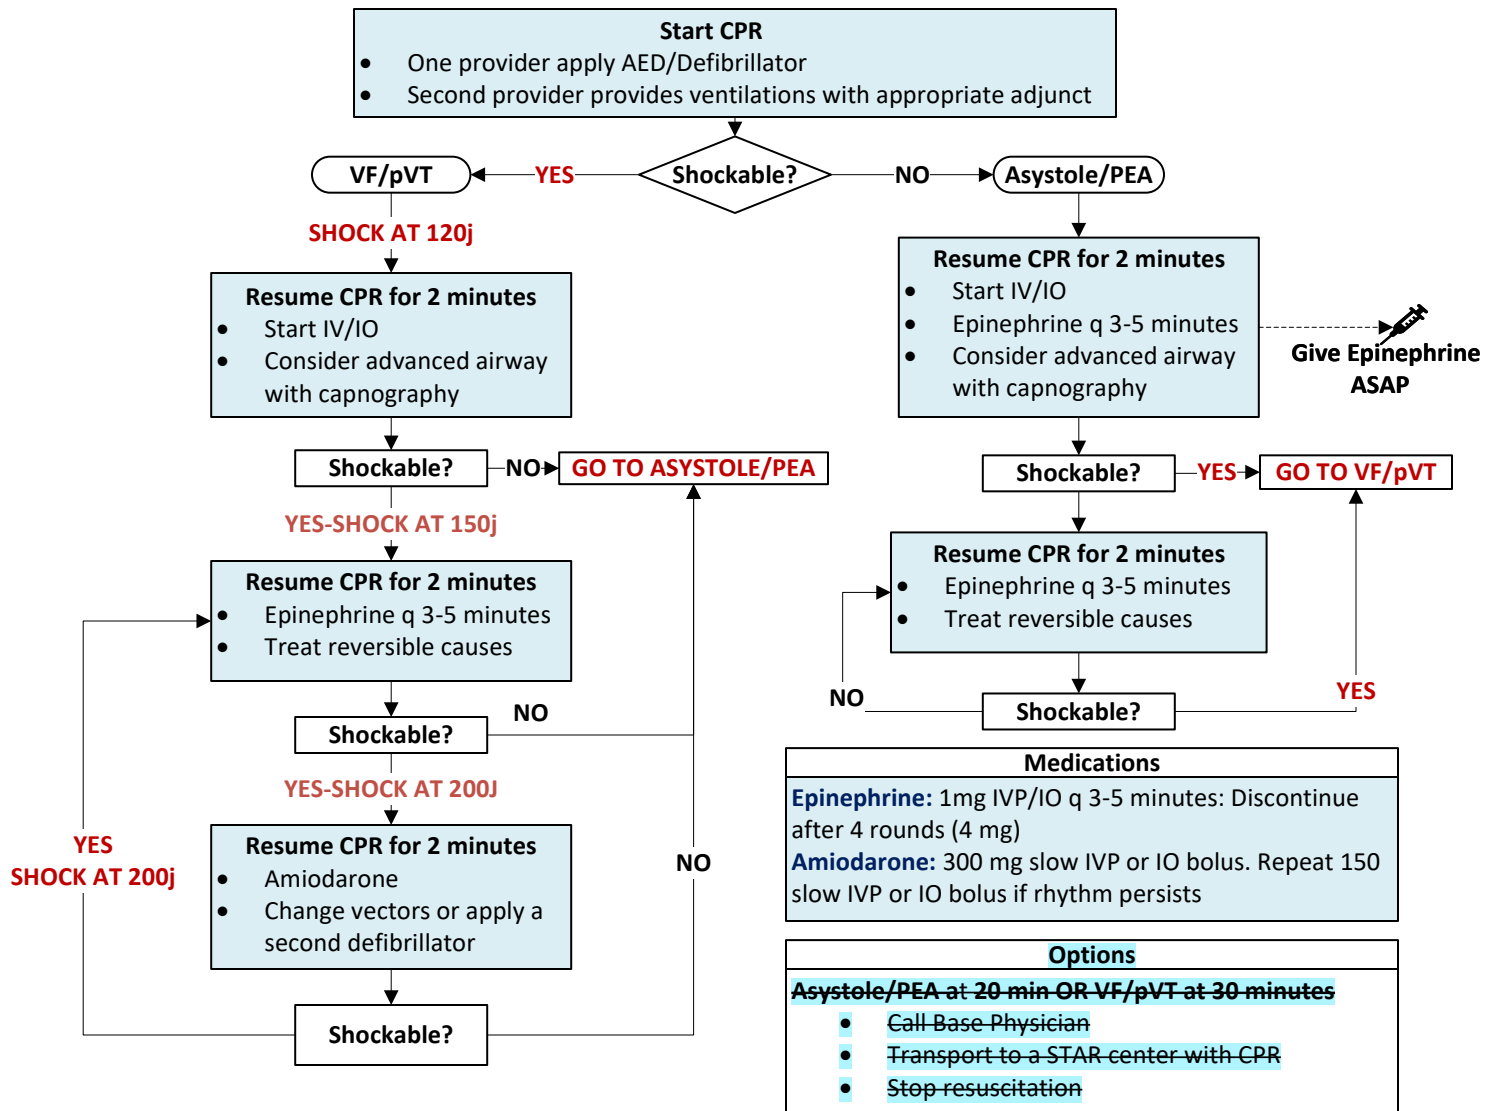 Start CPR
• One provider apply AED/Defibrillator
• Second provider provides ventilations with appropriate adjunct
Shockable?
YES
VF/pVT
NO
Asystole/PEA
SHOCK AT 120j
Resume CPR for 2 minutes
• Start IV/IO
• Consider advanced airway
with capnography
Shockable?
NO
GO TO ASYSTOLE/PEA
YES-SHOCK AT 150j
Resume CPR for 2 minutes
• Epinephrine q 3-5 minutes
• Treat reversible causes
Shockable?
NO
YES-SHOCK AT 200J
Resume CPR for 2 minutes
• Amiodarone
• Change vectors or apply a
second defibrillator
Shockable?
YES
SHOCK AT 200j
NO
Resume CPR for 2 minutes
• Start IV/IO
• Epinephrine q 3-5 minutes
• Consider advanced airway
with capnography
Give Epinephrine
ASAP
Shockable?
YES
GO TO VF/pVT
Resume CPR for 2 minutes
• Epinephrine q 3-5 minutes
• Treat reversible causes
Shockable?
NO
YES
Medications
Epinephrine: 1mg IVP/IO q 3-5 minutes: Discontinue
after 4 rounds (4 mg)
Amiodarone: 300 mg slow IVP or IO bolus. Repeat 150
slow IVP or IO bolus if rhythm persists
Options
Asystole/PEA at 20 min OR VF/pVT at 30 minutes
• Call Base Physician
• Transport to a STAR center with CPR
• Stop resuscitation